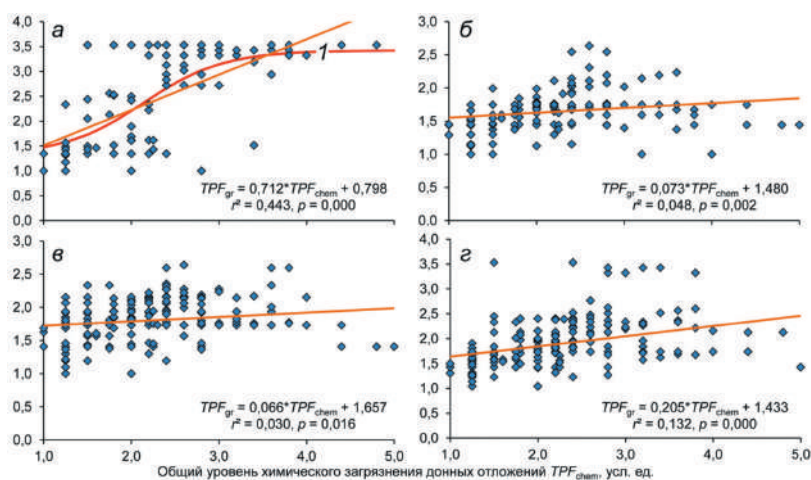 а
4,0
3,5
3,0
2,5
2,0
1,5
1,0
0,5
0,0
1
TPFgr = 0,712*TPFchem + 0,798
r² = 0,443, p = 0,000
б
3,0
2,5
2,0
1,5
1,0
0,5
0,0
TPFgr = 0,073*TPFchem + 1,480
r² = 0,048, p = 0,002
в
3,0
2,5
2,0
1,5
1,0
0,5
0,0
TPFgr = 0,066*TPFchem + 1,657
r² = 0,030, p = 0,016
1,0 2,0 3,0 4,0 5,0
г
4,0
3,5
3,0
2,5
2,0
1,5
1,0
0,5
0,0
TPFgr = 0,205*TPFchem + 1,433
r² = 0,132, p = 0,000
1,0 2,0 3,0 4,0 5,0
Общий уровень химического загрязнения донных отложений TPFchem, усл. ед.